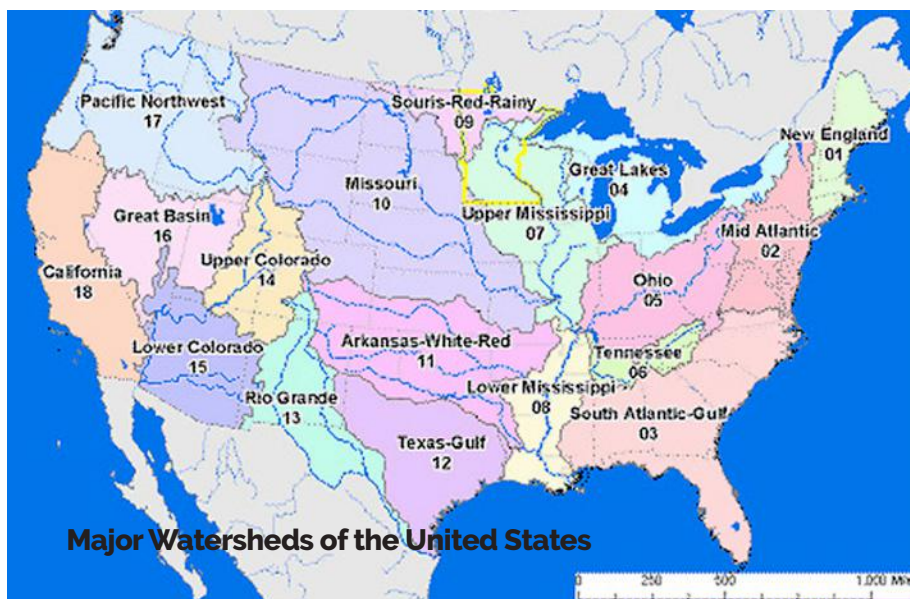 Pacific Northwest
17
Souris-Red-Rainy
09
New England
01
Great Lakes
04
Missouri
10
Great Basin
16
Upper Mississippi
07
Mid Atlantic
02
Upper Colorado
14
California
18
Ohio
05
Arkansas-White-Red
11
Lower Colorado
15
Tennessee
06
Lower Mississippi
08
Rio Grande
13
South Atlantic-Gulf
03
Texas-Gulf
12
Major Watersheds of the United States
0 250 500 1,000